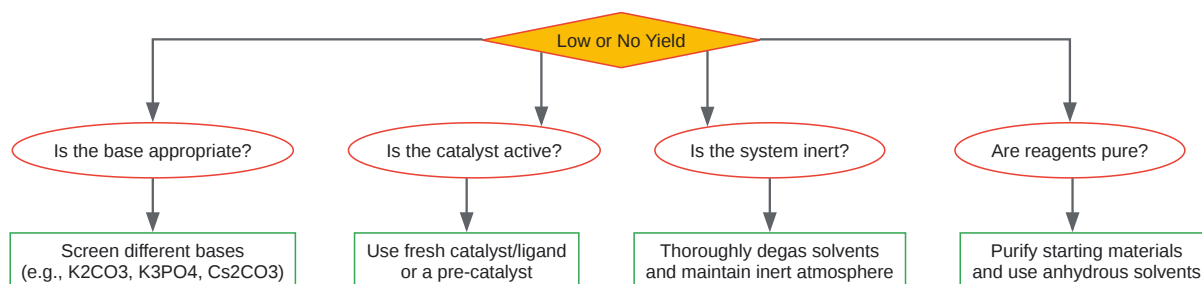 Low or No Yield
Is the base appropriate?
Is the catalyst active?
Is the system inert?
Are reagents pure?
Screen different bases
(e.g., K2CO3, K3PO4, Cs2CO3)
Use fresh catalyst/ligand
or a pre-catalyst
Thoroughly degas solvents
and maintain inert atmosphere
Purify starting materials
and use anhydrous solvents